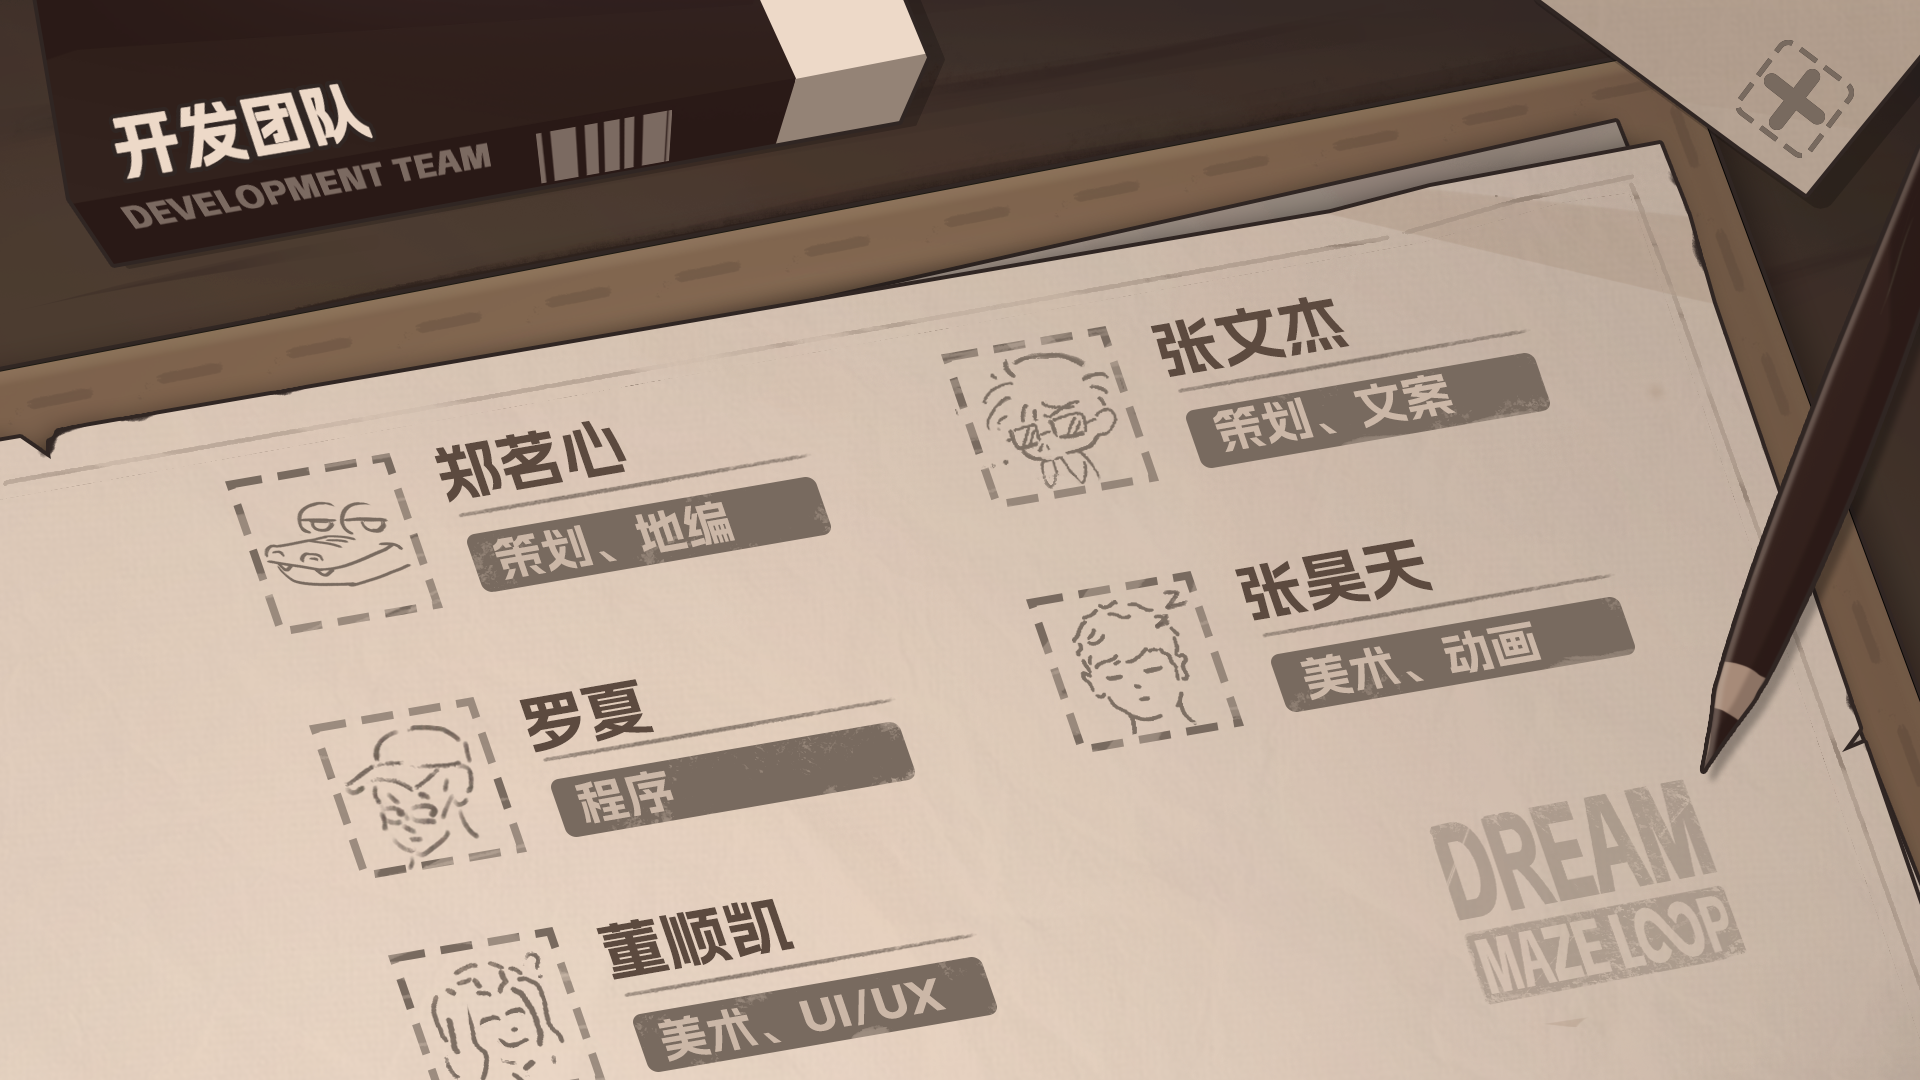 开发团队
DEVELOPMENT TEAM
郑茗心
策划、地编
罗夏
程序
董顺凯
美术、UI/UX
张文杰
策划、文案
张昊天
美术、动画
DREAM
MAZE LOOP